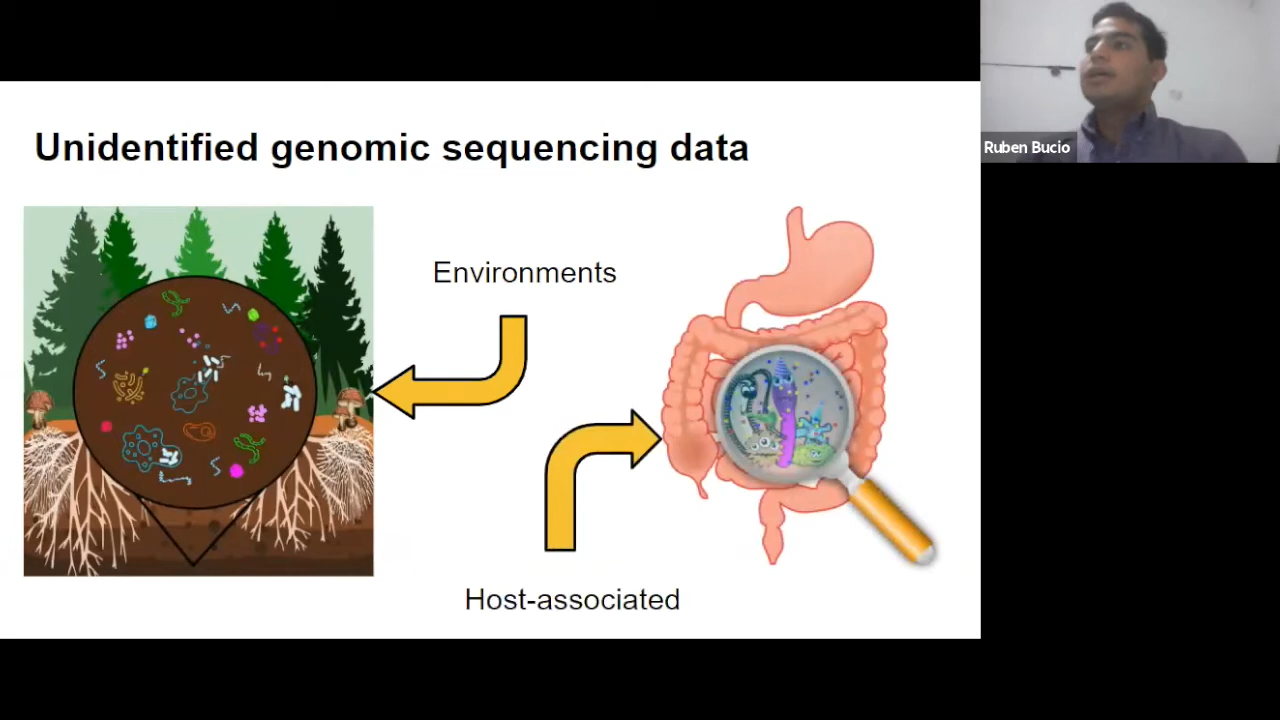 Unidentified genomic sequencing data
Ruben Bucio
Environments
Host-associated